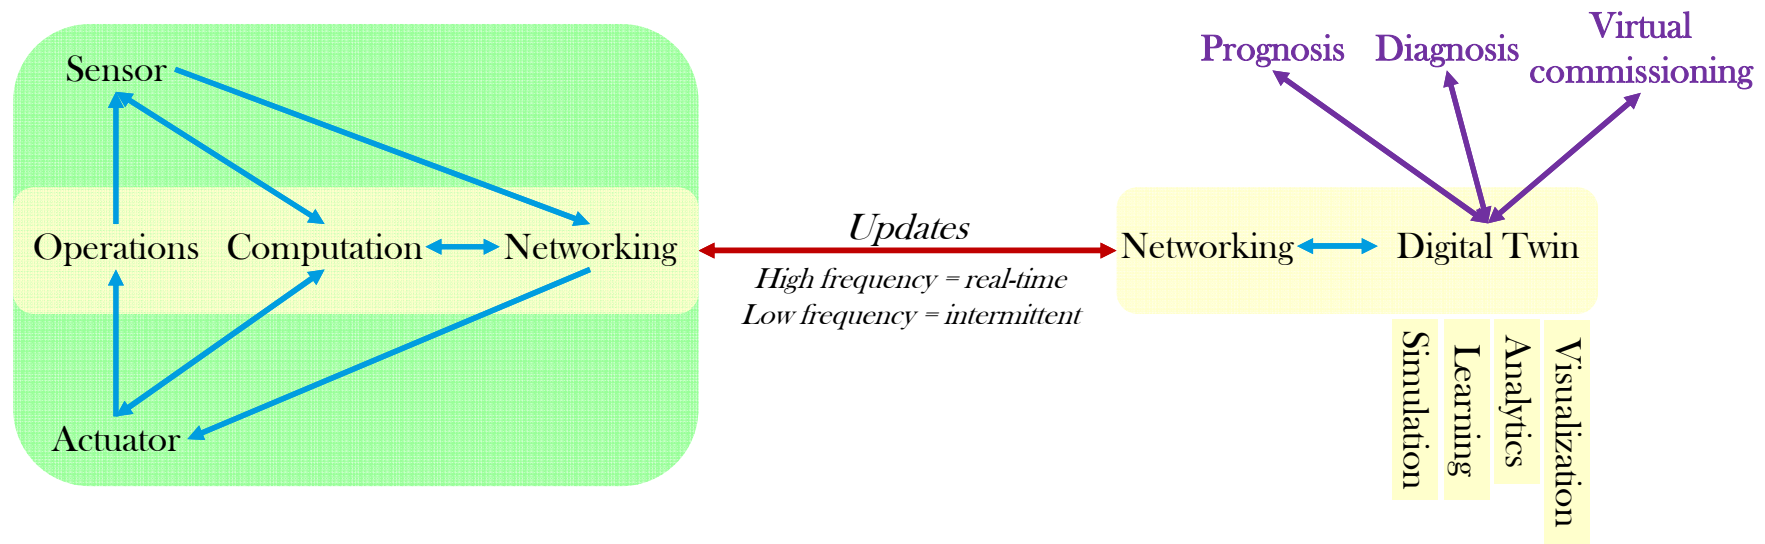 Sensor
Operations
Computation
Networking
Actuator
Updates
High frequency = real-time
Low frequency = intermittent
Prognosis
Diagnosis
Virtual
commissioning
Networking
Digital Twin
Simulation
Learning
Analytics
Visualization